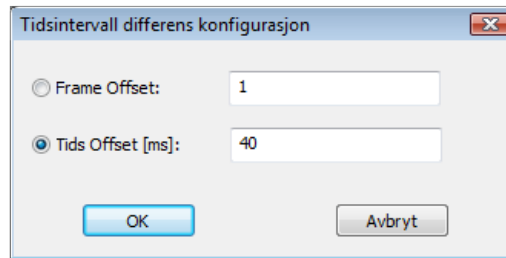 Tidsintervall differens konfigurasjon
Frame Offset: 1
Tids Offset [ms]: 40
OK Avbryt